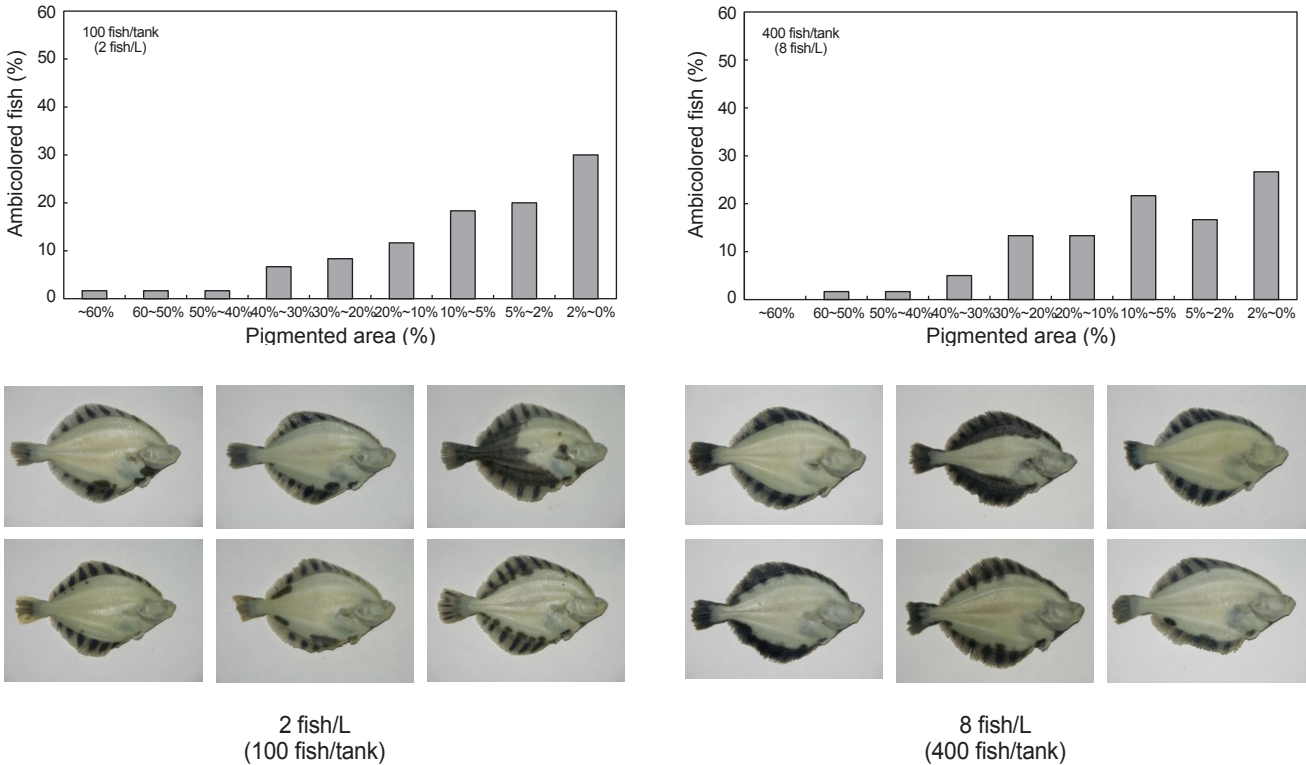 60
50
40
30
20
10
0
Ambicolored fish (%)
100 fish/tank
(2 fish/L)
~60% 60~50% 50%~40% 40%~30% 30%~20% 20%~10% 10%~5% 5%~2% 2%~0%
Pigmented area (%)
60
50
40
30
20
10
0
Ambicolored fish (%)
400 fish/tank
(8 fish/L)
~60% 60~50% 50%~40% 40%~30% 30%~20% 20%~10% 10%~5% 5%~2% 2%~0%
Pigmented area (%)
2 fish/L
(100 fish/tank)
8 fish/L
(400 fish/tank)